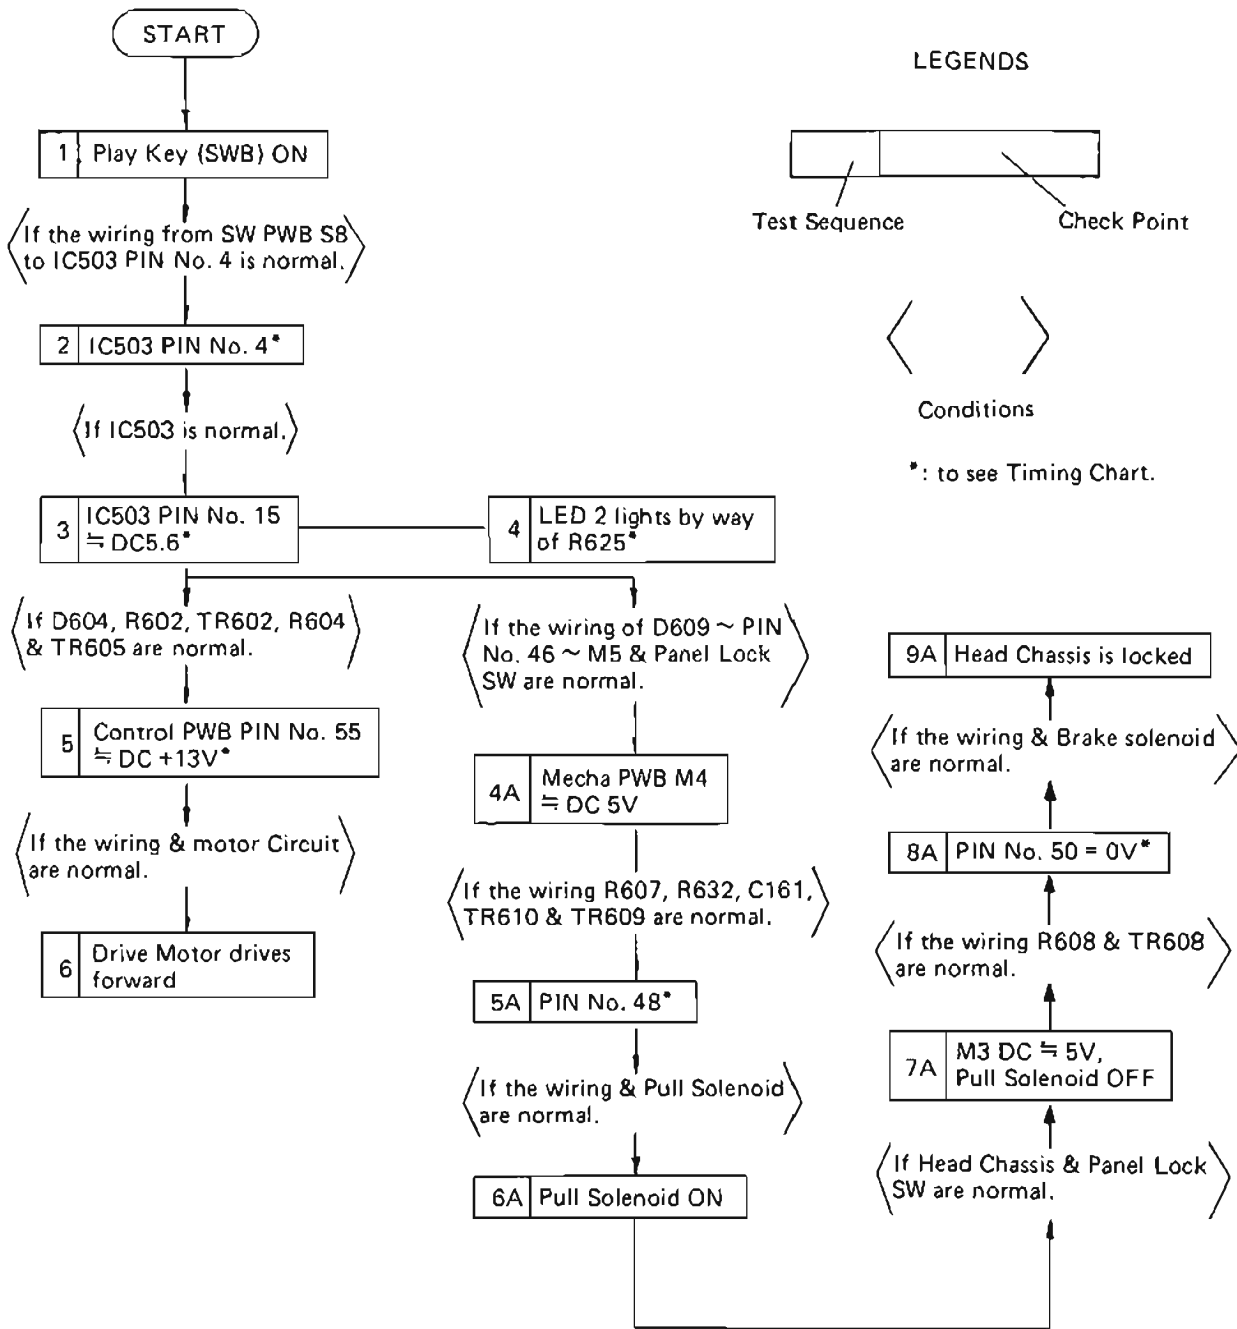 START
1 Play Key (SWB) ON
If the wiring from SW PWB S8
to IC503 PIN No. 4 is normal.
2 IC503 PIN No. 4*
If IC503 is normal.
3 IC503 PIN No. 15
≒ DC5.6*
4 LED 2 lights by way
of R625*
If D604, R602, TR602, R604
& TR605 are normal.
5 Control PWB PIN No. 55
≒ DC +13V*
If the wiring & motor Circuit
are normal.
6 Drive Motor drives
forward
If the wiring of D609 ~ PIN
No. 46 ~ M5 & Panel Lock
SW are normal.
4A Mecha PWB M4
≒ DC 5V
If the wiring R607, R632, C161,
TR610 & TR609 are normal.
5A PIN No. 48*
If the wiring & Pull Solenoid
are normal.
6A Pull Solenoid ON
If Head Chassis & Panel Lock
SW are normal.
7A M3 DC ≒ 5V,
Pull Solenoid OFF
If the wiring R608 & TR608
are normal.
8A PIN No. 50 = 0V*
If the wiring & Brake solenoid
are normal.
9A Head Chassis is locked
LEGENDS
Test Sequence
Check Point
Conditions
*: to see Timing Chart.